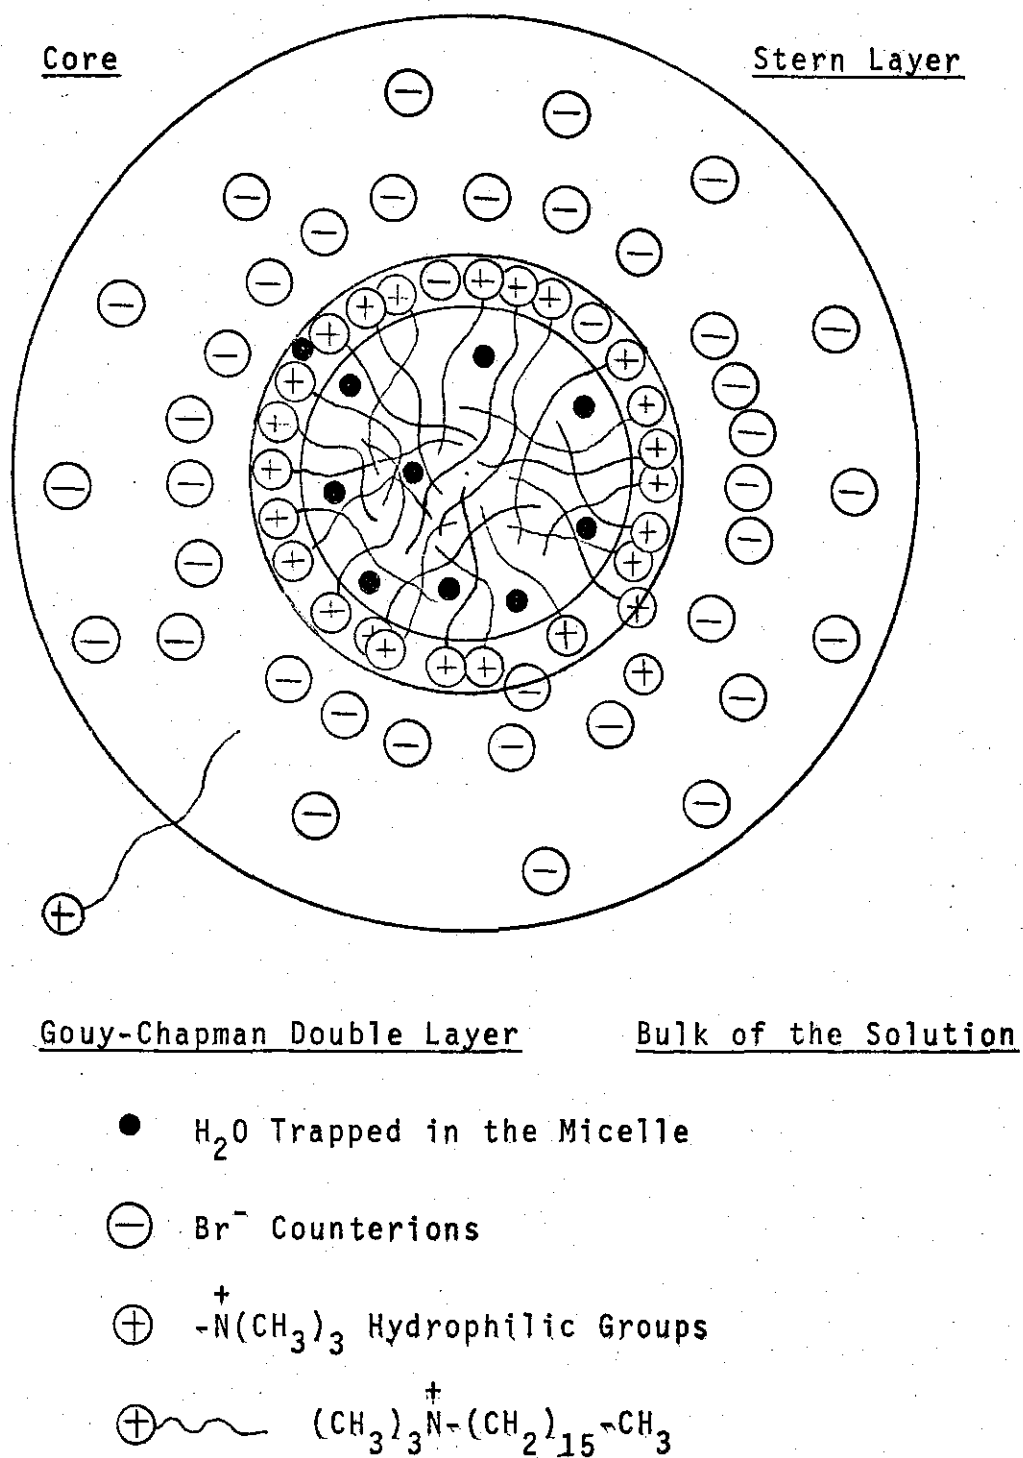 Core Stern Layer
Gouy-Chapman Double Layer Bulk of the Solution
H₂O Trapped in the Micelle
Br⁻ Counterions
-N⁺(CH₃)₃ Hydrophilic Groups
(CH₃)₃N⁺-(CH₂)₁₅-CH₃